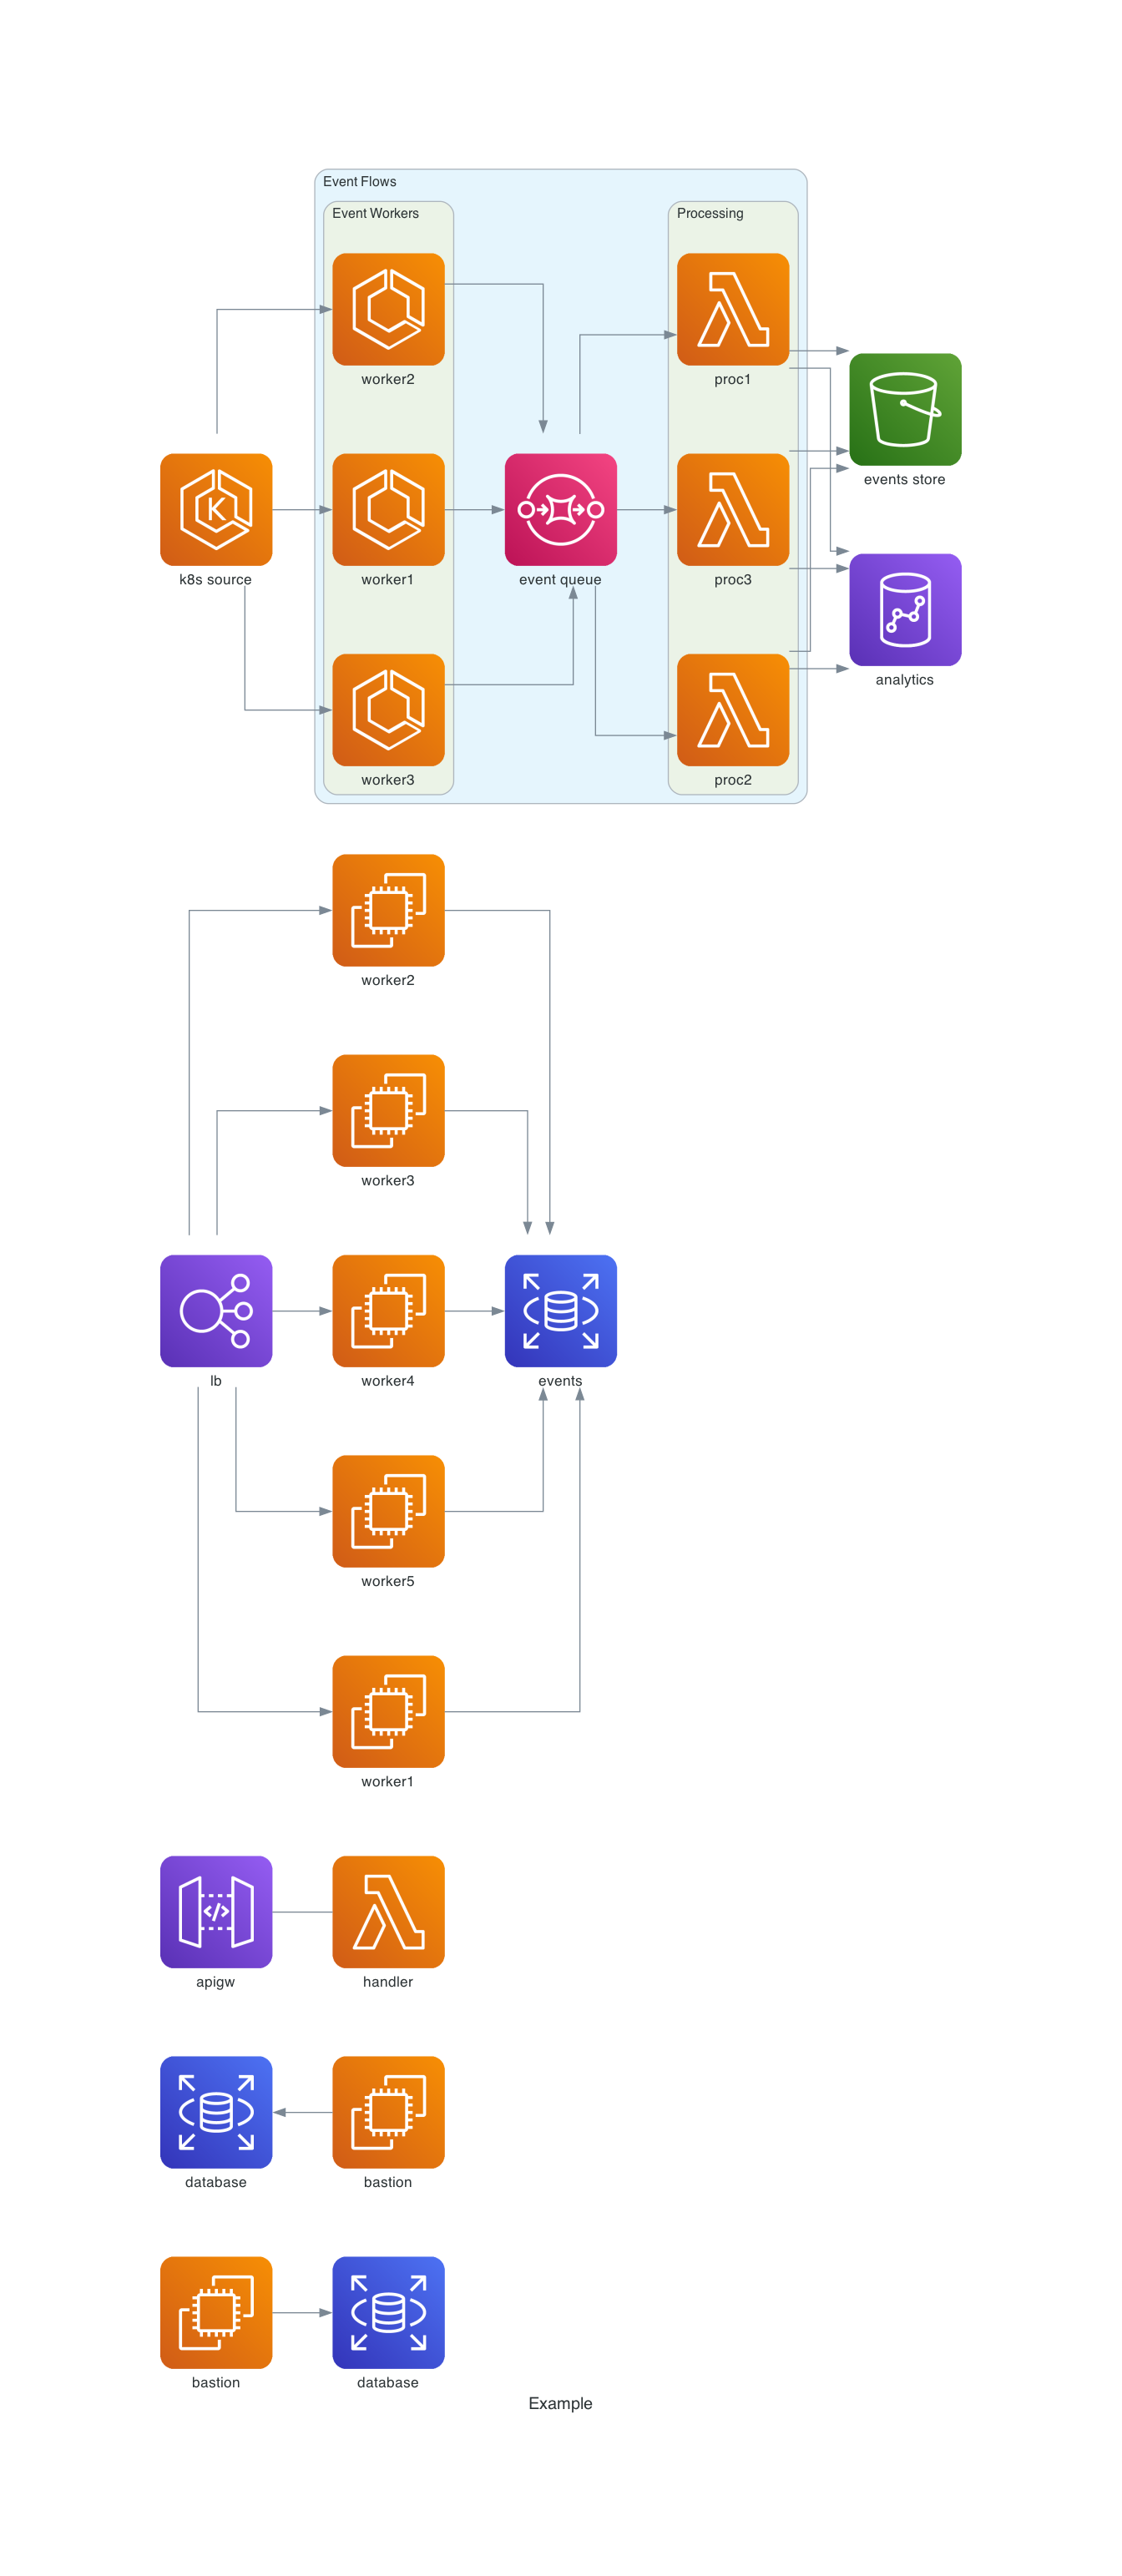 Event Flows
Event Workers
Processing
worker2
proc1
events store
k8s source
worker1
event queue
proc3
analytics
worker3
proc2
worker2
worker3
lb
worker4
events
worker5
worker1
apigw
handler
database
bastion
bastion
database
Example